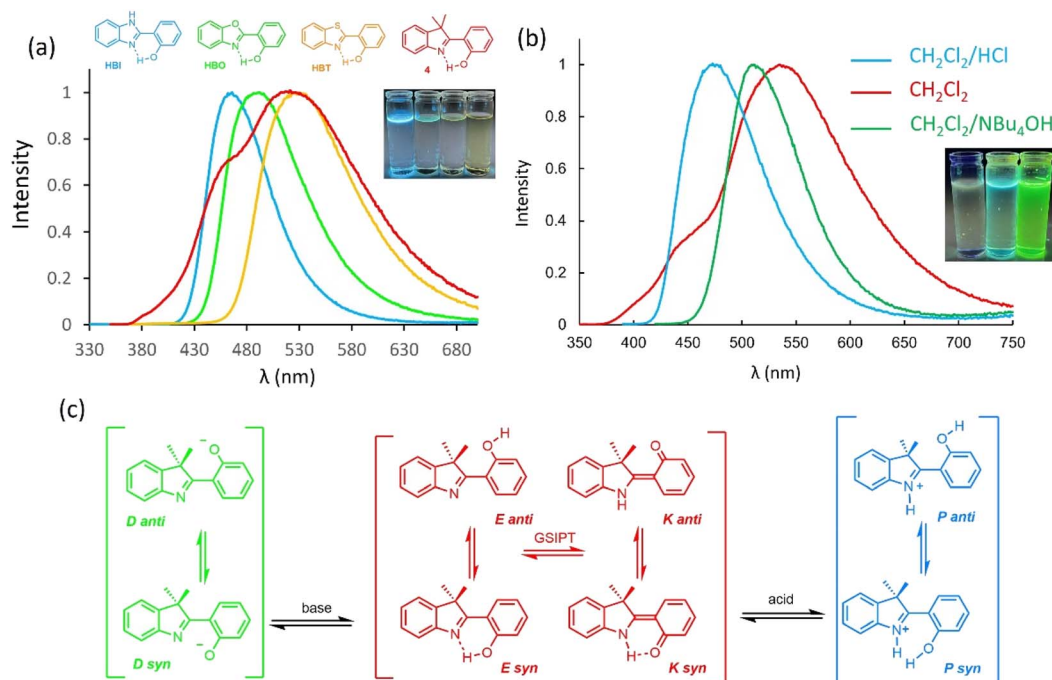 (a)
H
N
N
H
O
HBI
O
N
H
O
HBO
S
N
H
O
HBT
N
H
O
4
1
0.8
0.6
0.4
0.2
0
Intensity
330 430 480 530 580 630 680
λ (nm)
(b)
CH₂Cl₂/HCl
CH₂Cl₂
CH₂Cl₂/NBu₄OH
1
0.8
0.6
0.4
0.2
0
Intensity
350 400 450 500 550 600 650 700 750
λ (nm)
(c)
N
O
−
D anti
N
O
−
D syn
base
N
O
H
E anti
N
H
O
K anti
GSIPT
N
H
O
E syn
N
H
O
K syn
acid
N
+
H
O
H
P anti
N
+
H
O
H
P syn